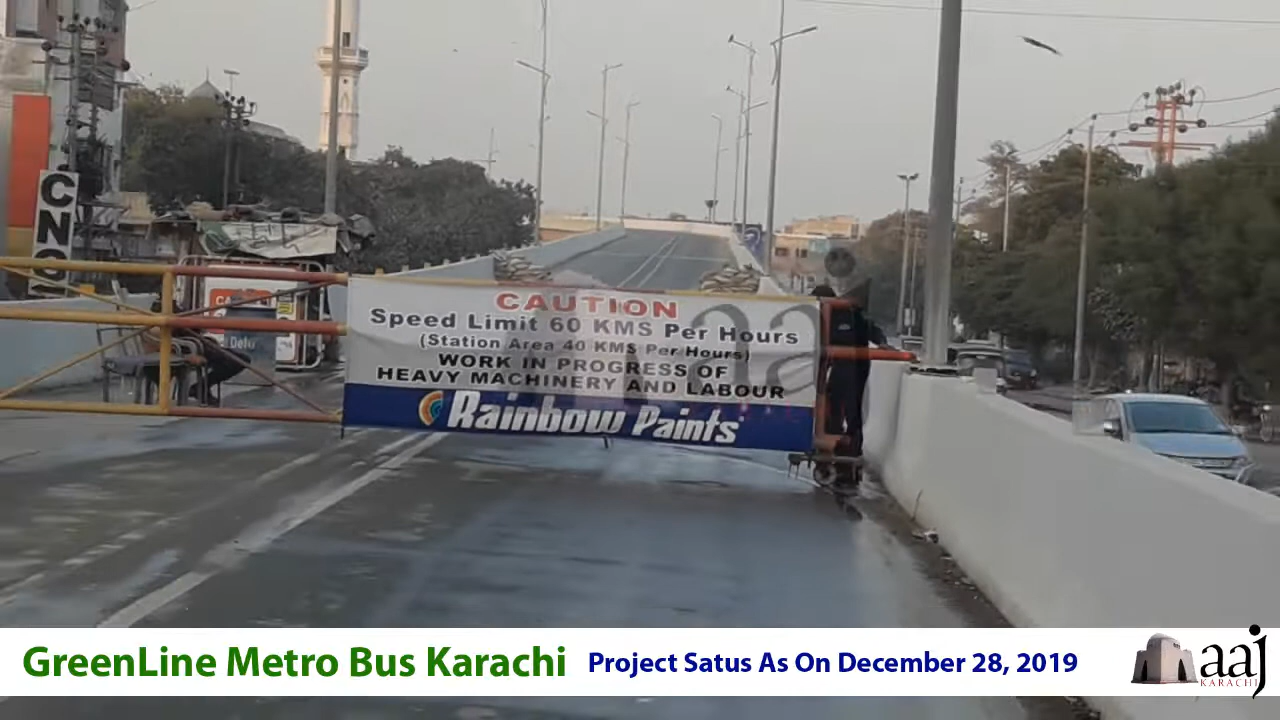 CNG
CAUTION
Speed Limit 60 KMS Per Hours
(Station Area 40 KMS Per Hours)
WORK IN PROGRESS OF
HEAVY MACHINERY AND LABOUR
Rainbow Paints
GreenLine Metro Bus Karachi
Project Satus As On December 28, 2019
aaj
KARACHI